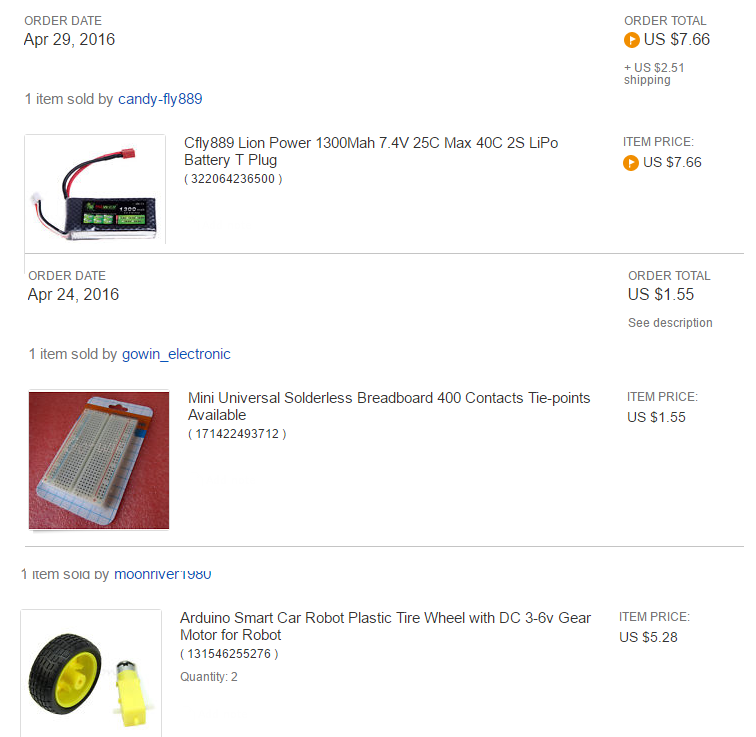 ORDER DATE
ORDER TOTAL
Apr 29, 2016
US $7.66
+ US $2.51
shipping
1 item sold by candy-fly889
Cfly889 Lion Power 1300Mah 7.4V 25C Max 40C 2S LiPo
Battery T Plug
( 322064236500 )
ITEM PRICE:
US $7.66
1300
ORDER DATE
ORDER TOTAL
Apr 24, 2016
US $1.55
See description
1 item sold by gowin_electronic
Mini Universal Solderless Breadboard 400 Contacts Tie-points
Available
( 171422493712 )
ITEM PRICE:
US $1.55
1 item sold by moonriver1980
Arduino Smart Car Robot Plastic Tire Wheel with DC 3-6v Gear
Motor for Robot
( 131546255276 )
Quantity: 2
ITEM PRICE:
US $5.28